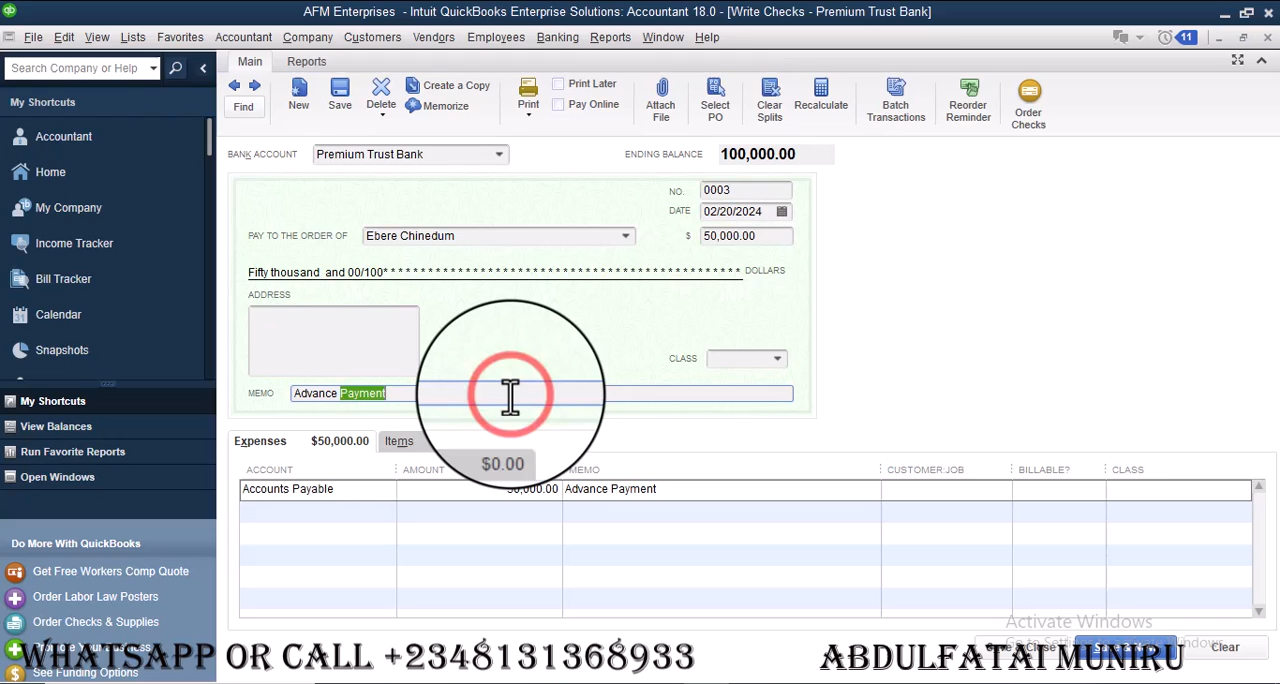 AFM Enterprises - Intuit QuickBooks Enterprise Solutions: Accountant 18.0 - [Write Checks - Premium Trust Bank]
File Edit View Lists Favorites Accountant Company Customers Vendors Employees Banking Reports Window Help
11
Search Company or Help
My Shortcuts
Accountant
Home
My Company
Income Tracker
Bill Tracker
Calendar
Snapshots
My Shortcuts
View Balances
Run Favorite Reports
Open Windows
Do More With QuickBooks
Get Free Workers Comp Quote
Order Labor Law Posters
Order Checks & Supplies
See Funding Options
Main Reports
Find
New
Save
Delete
Create a Copy
Memorize
Print
Print Later
Pay Online
Attach File
Select PO
Clear Splits
Recalculate
Batch Transactions
Reorder Reminder
Order Checks
BANK ACCOUNT Premium Trust Bank ENDING BALANCE 100,000.00
NO. 0003
DATE 02/20/2024
PAY TO THE ORDER OF Ebere Chinedum $ 50,000.00
Fifty thousand and 00/100* * * * * * * * * * * * * * * * * * * * * * * * * * * * * * * * * * * * * * * * * * * * * * * * DOLLARS
ADDRESS
CLASS
MEMO Advance Payment
Expenses $50,000.00 Items $0.00
ACCOUNT AMOUNT MEMO CUSTOMER:JOB BILLABLE? CLASS
Accounts Payable 50,000.00 Advance Payment
Activate Windows
Clear
WHATSAPP OR CALL +2348131368933 ABDULFATAI MUNIRU